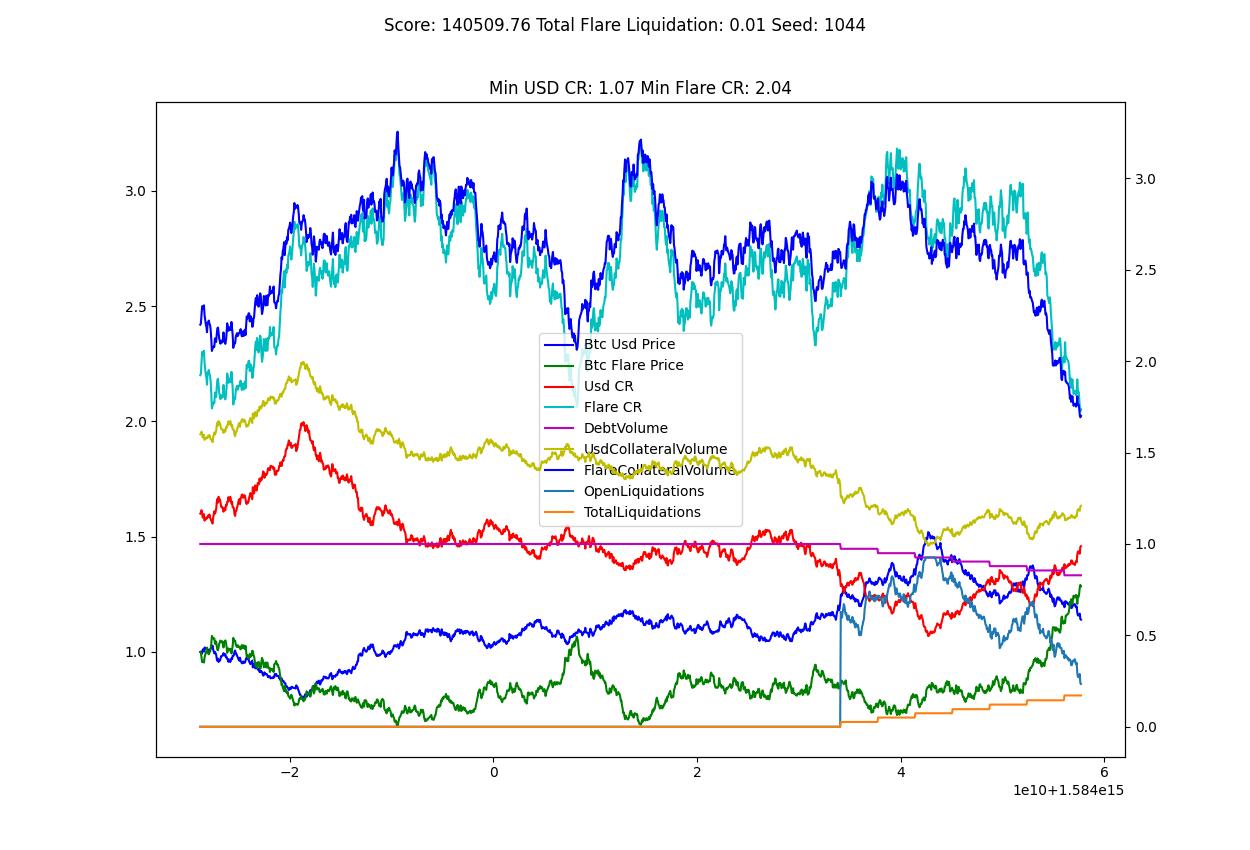 Score: 140509.76 Total Flare Liquidation: 0.01 Seed: 1044
Min USD CR: 1.07 Min Flare CR: 2.04
3.0
2.5
2.0
1.5
1.0
3.0
2.5
2.0
1.5
1.0
0.5
0.0
Btc Usd Price
Btc Flare Price
Usd CR
Flare CR
DebtVolume
UsdCollateralVolume
FlareCollateralVolume
OpenLiquidations
TotalLiquidations
−2 0 2 4 6
1e10+1.584e15